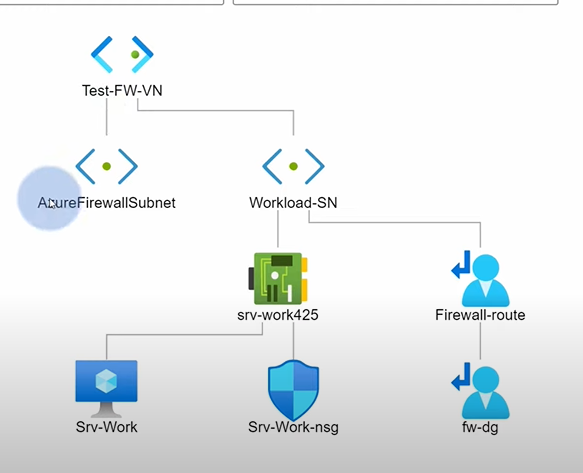 Test-FW-VN
AzureFirewallSubnet
Workload-SN
srv-work425
Firewall-route
Srv-Work
Srv-Work-nsg
fw-dg